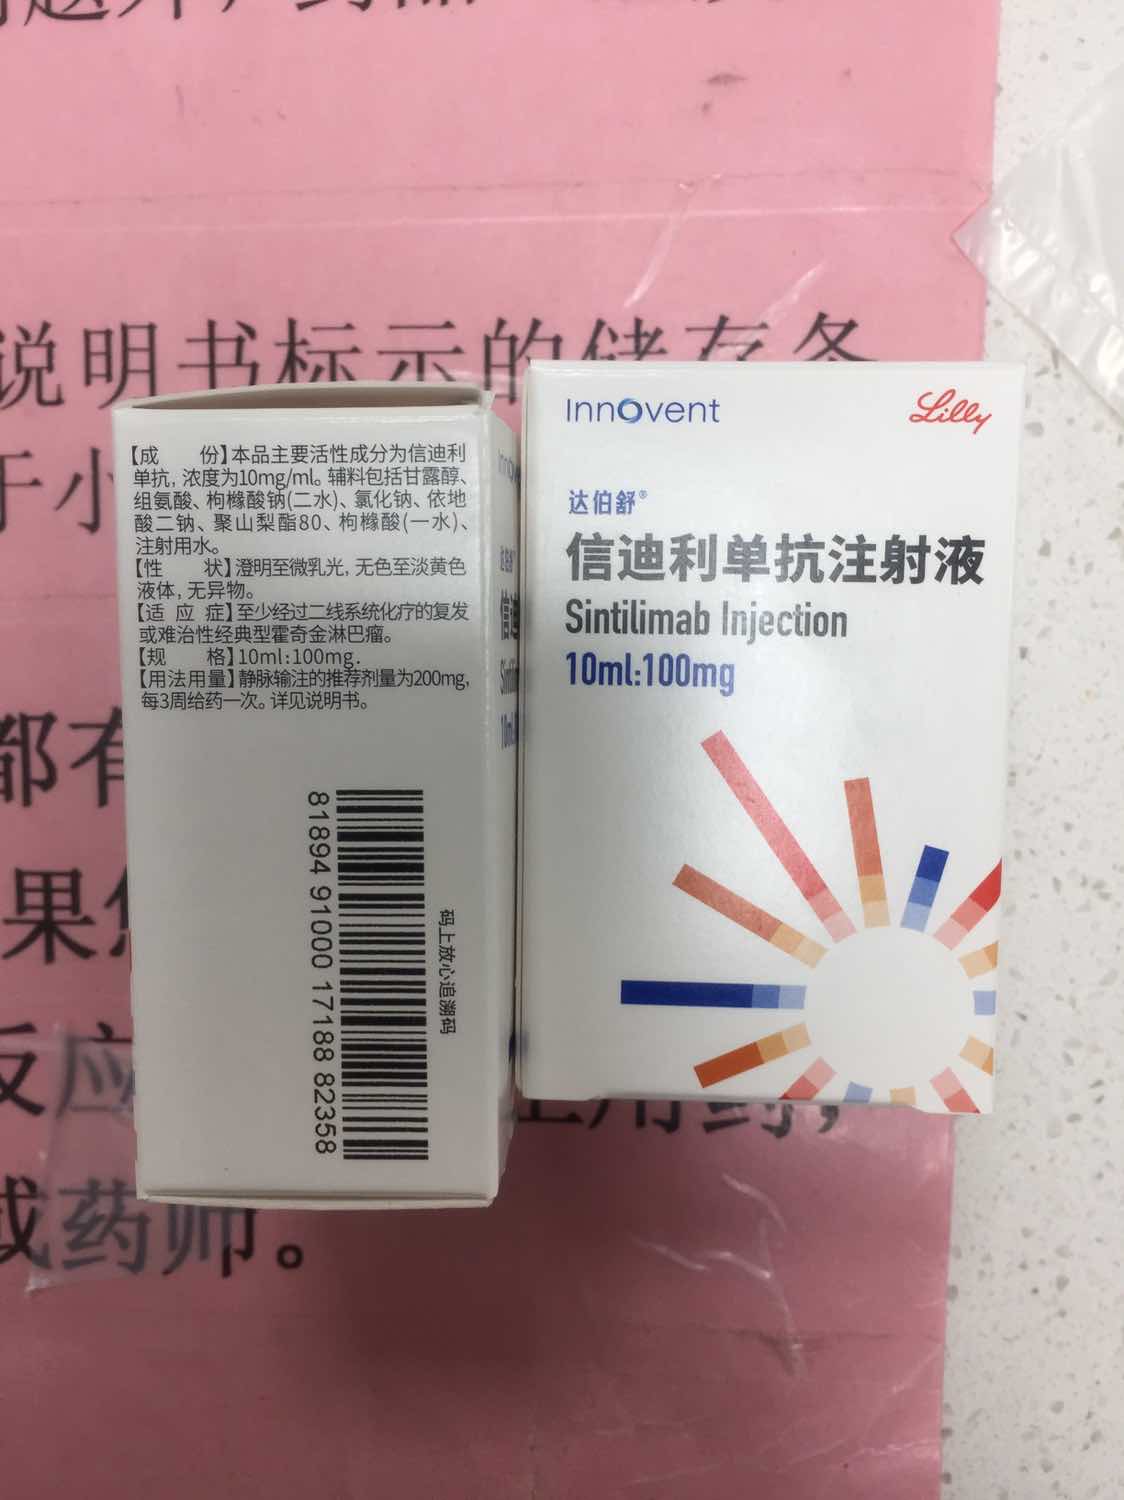 说明书标示的储存条
于小
都有
果您
反应
或药师。
【成 份】本品主要活性成分为信迪利
单抗，浓度为10mg/ml。辅料包括甘露醇、
组氨酸、枸橼酸钠(二水)、氯化钠、依地
酸二钠、聚山梨酯80、枸橼酸(一水)、
注射用水。
【性 状】澄明至微乳光，无色至淡黄色
液体，无异物。
【适 应 症】至少经过二线系统化疗的复发
或难治性经典型霍奇金淋巴瘤。
【规 格】10ml:100mg.
【用法用量】静脉输注的推荐剂量为200mg,
每3周给药一次。详见说明书。
81894 91000 17188 82358
码上放心追溯码
Innovent
Lilly
达伯舒®
信迪利单抗注射液
Sintilimab Injection
10ml:100mg